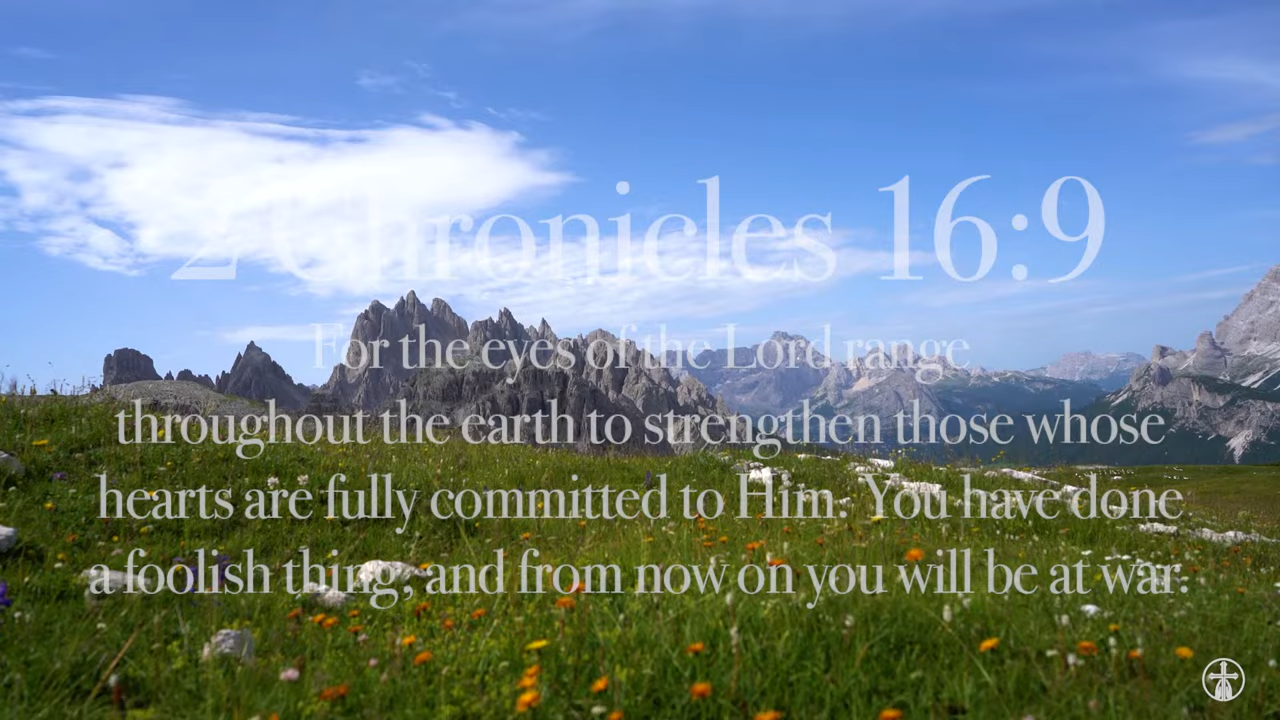 2 Chronicles 16:9
For the eyes of the Lord range
throughout the earth to strengthen those whose
hearts are fully committed to Him. You have done
a foolish thing, and from now on you will be at war.